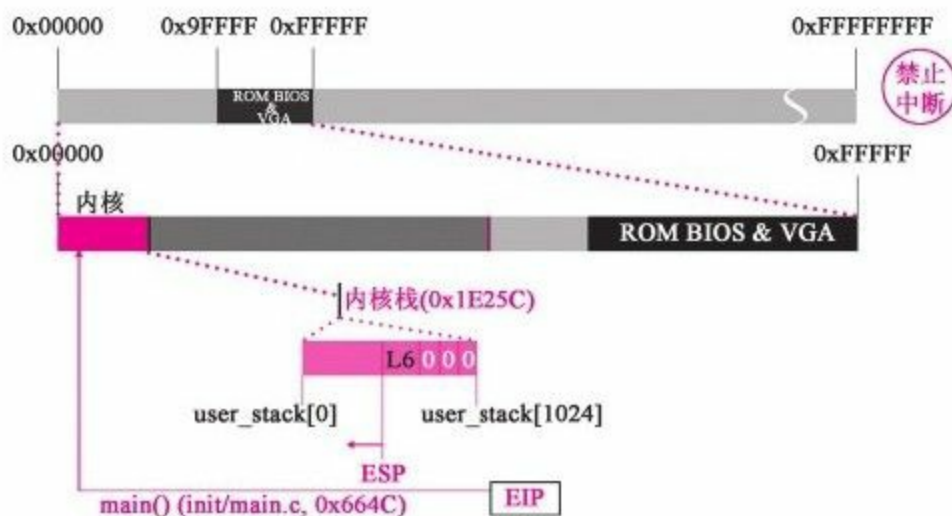 0x00000 0x9FFFF 0xFFFFF 0xFFFFFFFF
禁止
中断
ROM BIOS
&
VGA
0x00000 0xFFFFF
内核
ROM BIOS & VGA
内核栈(0x1E25C)
L6 0 0 0
user_stack[0] user_stack[1024]
ESP
main() (init/main.c, 0x664C) EIP